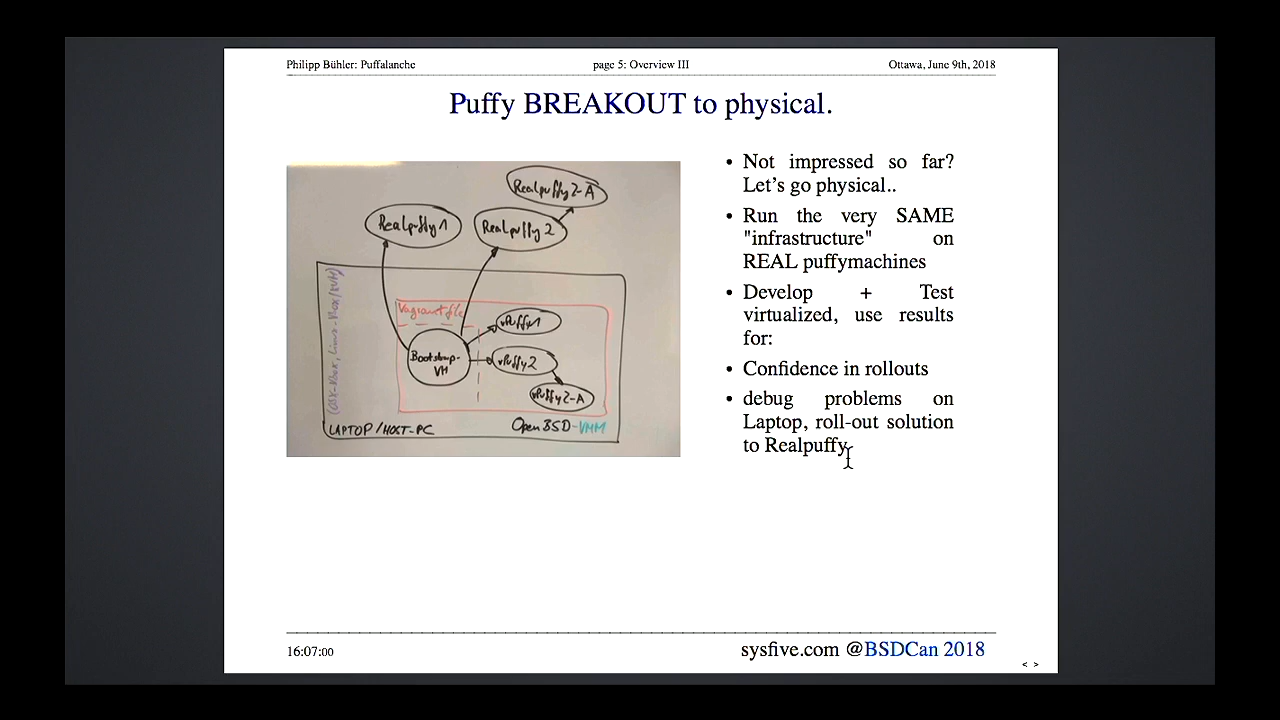 Philipp Bühler: Puffalanche
page 5: Overview III
Ottawa, June 9th, 2018
Puffy BREAKOUT to physical.
Realpuffy2-A
Realpuffy1
Realpuffy2
Vagrantfile
vPuffy1
Bootstrap-
VM
vPuffy2
vPuffy2-A
LAPTOP/HOST-PC
OpenBSD-VMM
• Not impressed so far?
Let's go physical..
• Run the very SAME
"infrastructure" on
REAL puffymachines
• Develop + Test
virtualized, use results
for:
• Confidence in rollouts
• debug problems on
Laptop, roll-out solution
to Realpuffy
16:07:00
sysfive.com @BSDCan 2018
< >